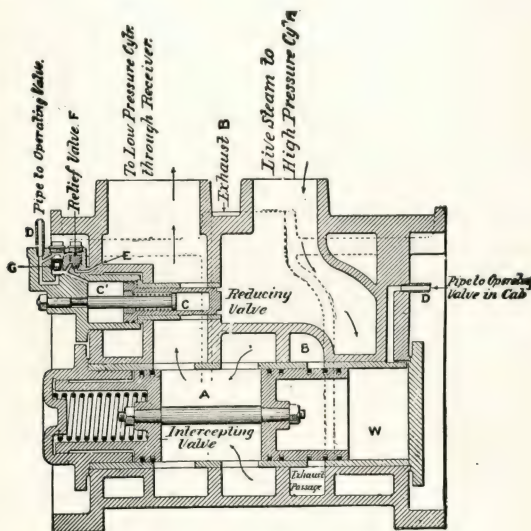 Pipe to Operating Valve.
Relief Valve. F
To Low Pressure Cylr.
through Receiver.
Exhaust B
Live Steam to
High Pressure Cyl'r
D
G
E
C'
C
Reducing
Valve
Pipe to Operating
Valve in Cab
D
B
A
Intercepting
Valve
W
Exhaust
Passage